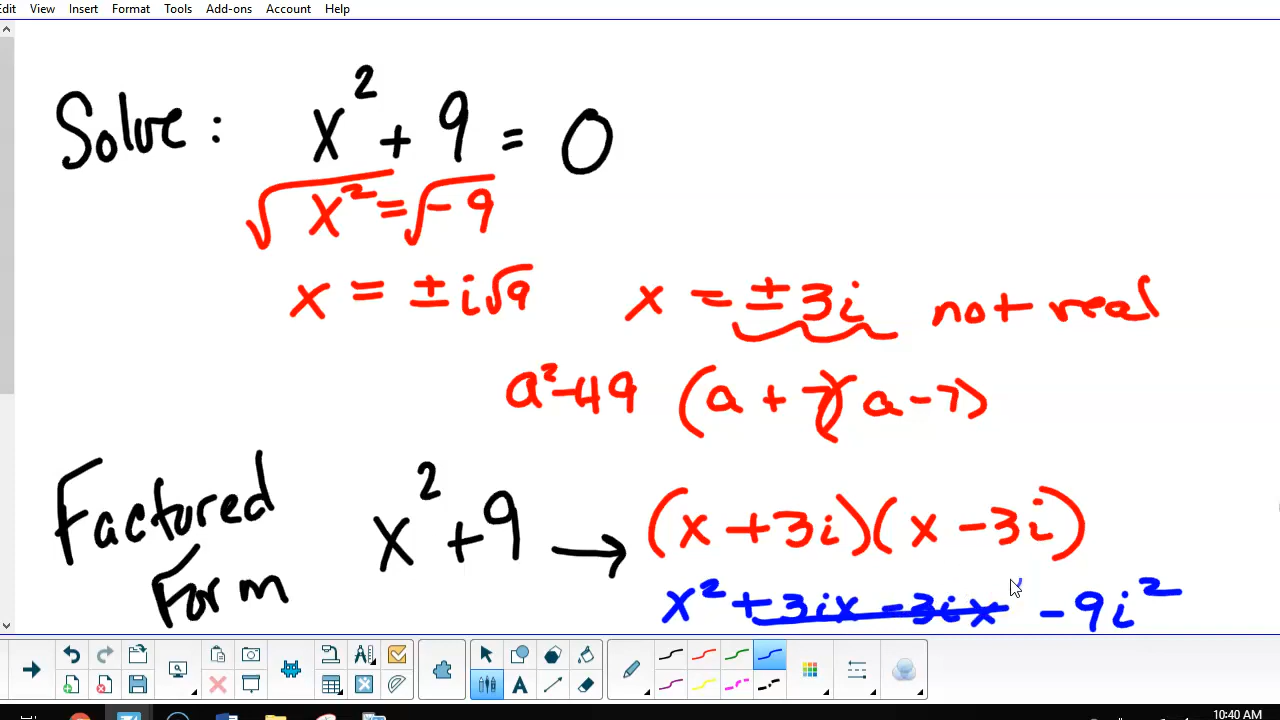 Edit View Insert Format Tools Add-ons Account Help
Solve: x² + 9 = 0
√x² = √-9
x = ±i√9 x = ±3i not real
a²-49 (a + 7)(a - 7)
Factored Form x²+9 → (x + 3i)(x - 3i)
x² + 3ix - 3ix - 9i²
10:40 AM